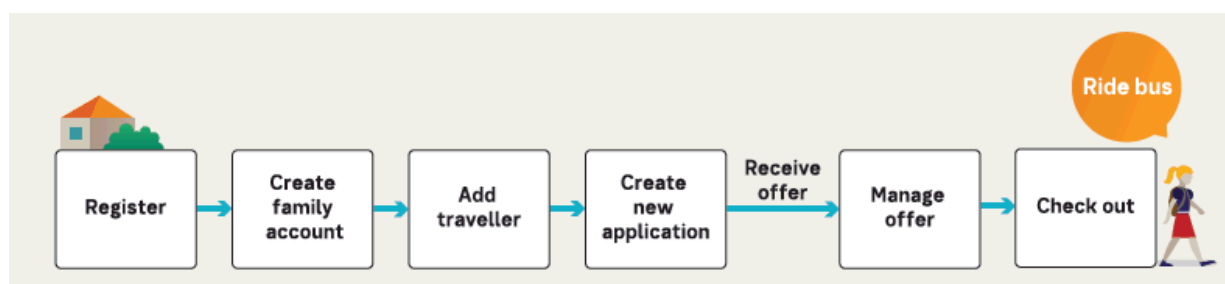 Ride bus
Register
Create
family
account
Add
traveller
Create
new
application
Receive
offer
Manage
offer
Check out